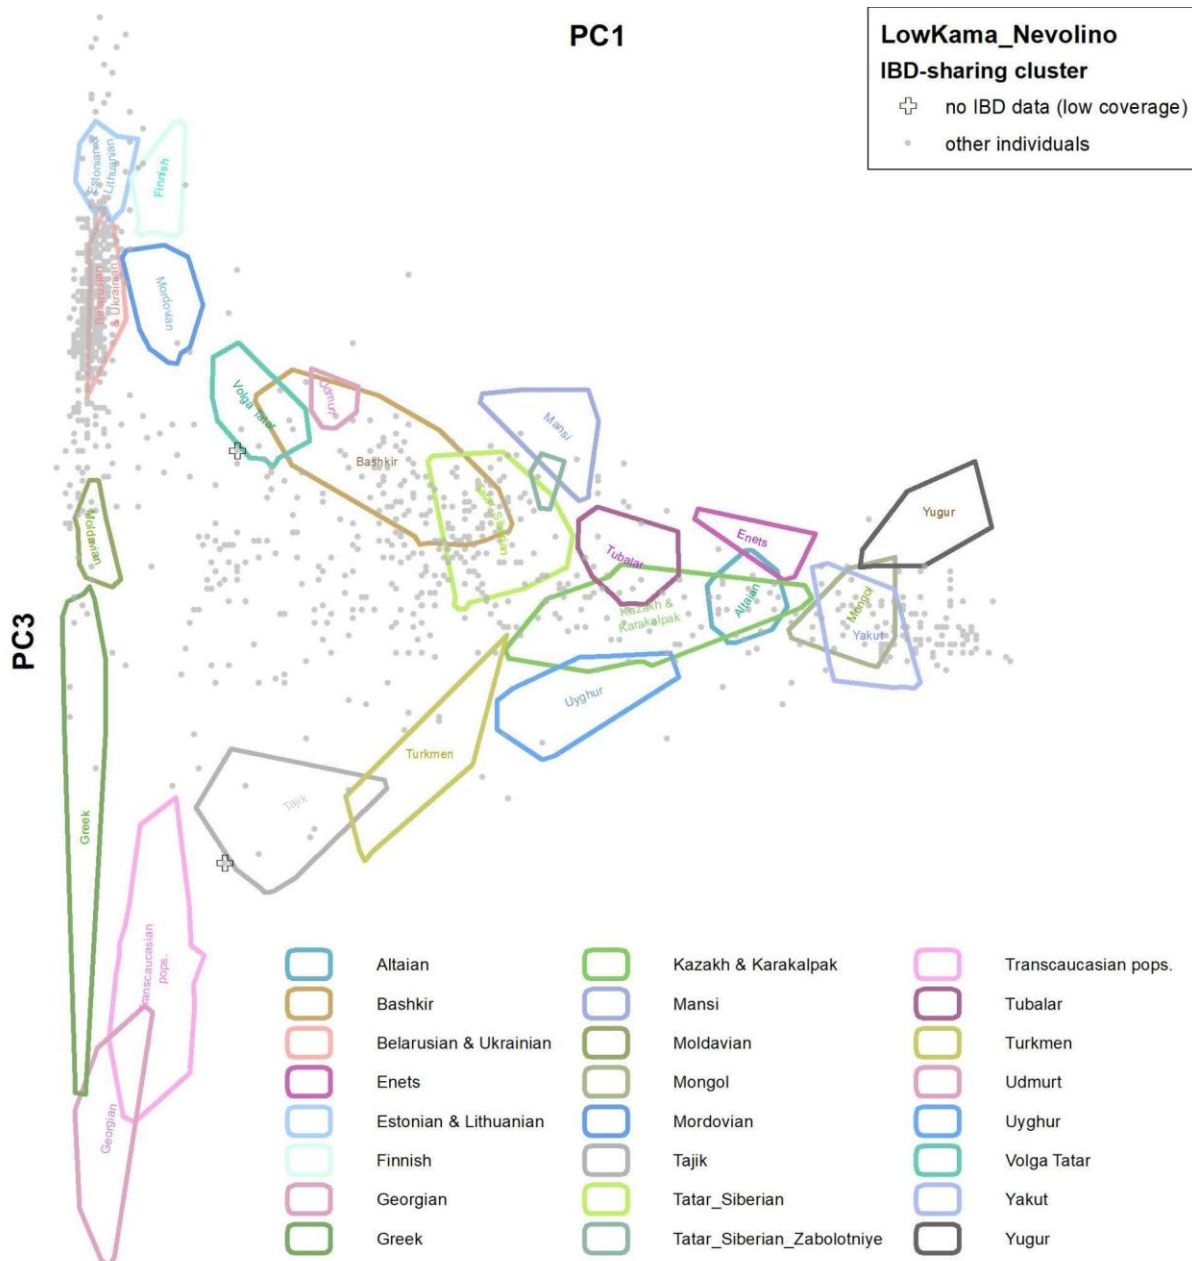 PC1
LowKama_Nevolino
IBD-sharing cluster
no IBD data (low coverage)
other individuals
Estonian &
Lithuanian
Finnish
Belarusian
& Ukrainian
Mordovian
Volga Tatar
Udmurt
Bashkir
Mansi
Tatar_Siberian
Moldavian
Tubalar
Enets
Yugur
Kazakh &
Karakalpak
Altaian
Mongol
Yakut
PC3
Uyghur
Turkmen
Tajik
Greek
Transcaucasian
pops.
Georgian
Altaian
Bashkir
Belarusian & Ukrainian
Enets
Estonian & Lithuanian
Finnish
Georgian
Greek
Kazakh & Karakalpak
Mansi
Moldavian
Mongol
Mordovian
Tajik
Tatar_Siberian
Tatar_Siberian_Zabolotniye
Transcaucasian pops.
Tubalar
Turkmen
Udmurt
Uyghur
Volga Tatar
Yakut
Yugur